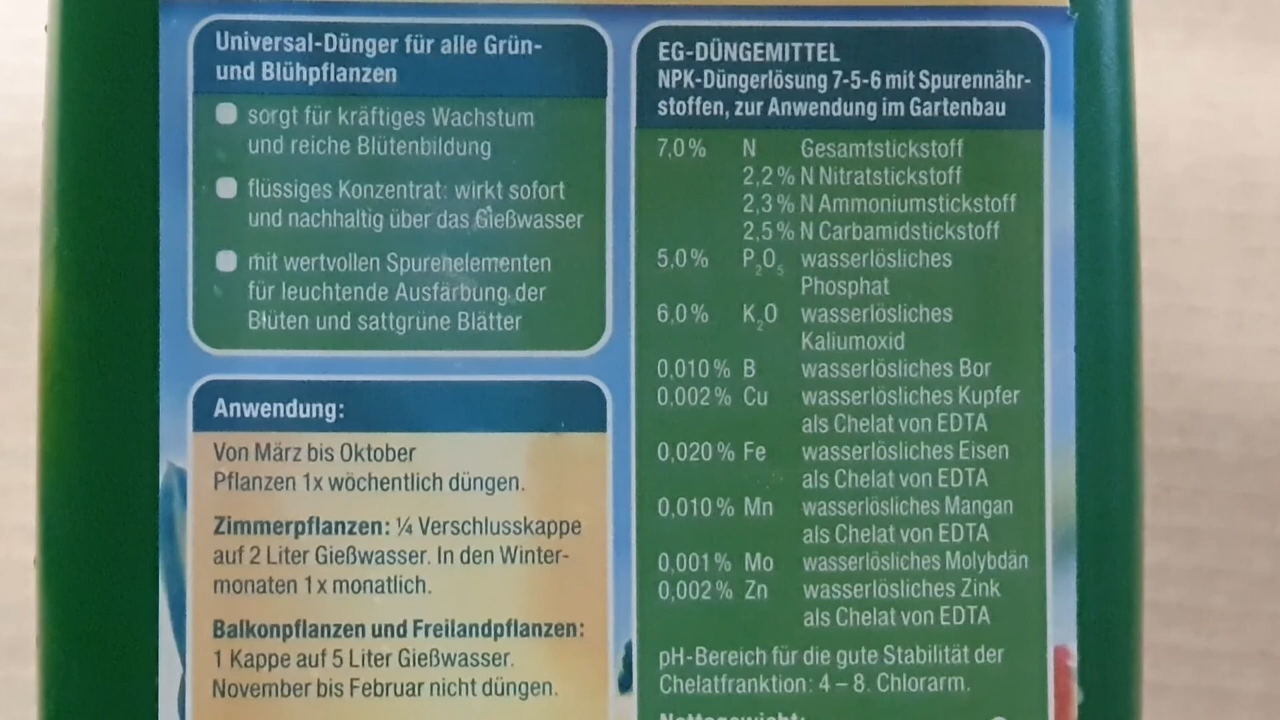 Universal-Dünger für alle Grün-
und Blühpflanzen
sorgt für kräftiges Wachstum
und reiche Blütenbildung
flüssiges Konzentrat: wirkt sofort
und nachhaltig über das Gießwasser
mit wertvollen Spurenelementen
für leuchtende Ausfärbung der
Blüten und sattgrüne Blätter
Anwendung:
Von März bis Oktober
Pflanzen 1x wöchentlich düngen.
Zimmerpflanzen: ¼ Verschlusskappe
auf 2 Liter Gießwasser. In den Winter-
monaten 1x monatlich.
Balkonpflanzen und Freilandpflanzen:
1 Kappe auf 5 Liter Gießwasser.
November bis Februar nicht düngen.
EG-DÜNGEMITTEL
NPK-Düngerlösung 7-5-6 mit Spurennähr-
stoffen, zur Anwendung im Gartenbau
7,0% N Gesamtstickstoff
2,2% N Nitratstickstoff
2,3% N Ammoniumstickstoff
2,5% N Carbamidstickstoff
5,0% P₂O₅ wasserlösliches
Phosphat
6,0% K₂O wasserlösliches
Kaliumoxid
0,010% B wasserlösliches Bor
0,002% Cu wasserlösliches Kupfer
als Chelat von EDTA
0,020% Fe wasserlösliches Eisen
als Chelat von EDTA
0,010% Mn wasserlösliches Mangan
als Chelat von EDTA
0,001% Mo wasserlösliches Molybdän
0,002% Zn wasserlösliches Zink
als Chelat von EDTA
pH-Bereich für die gute Stabilität der
Chelatfraktion: 4 – 8. Chlorarm.